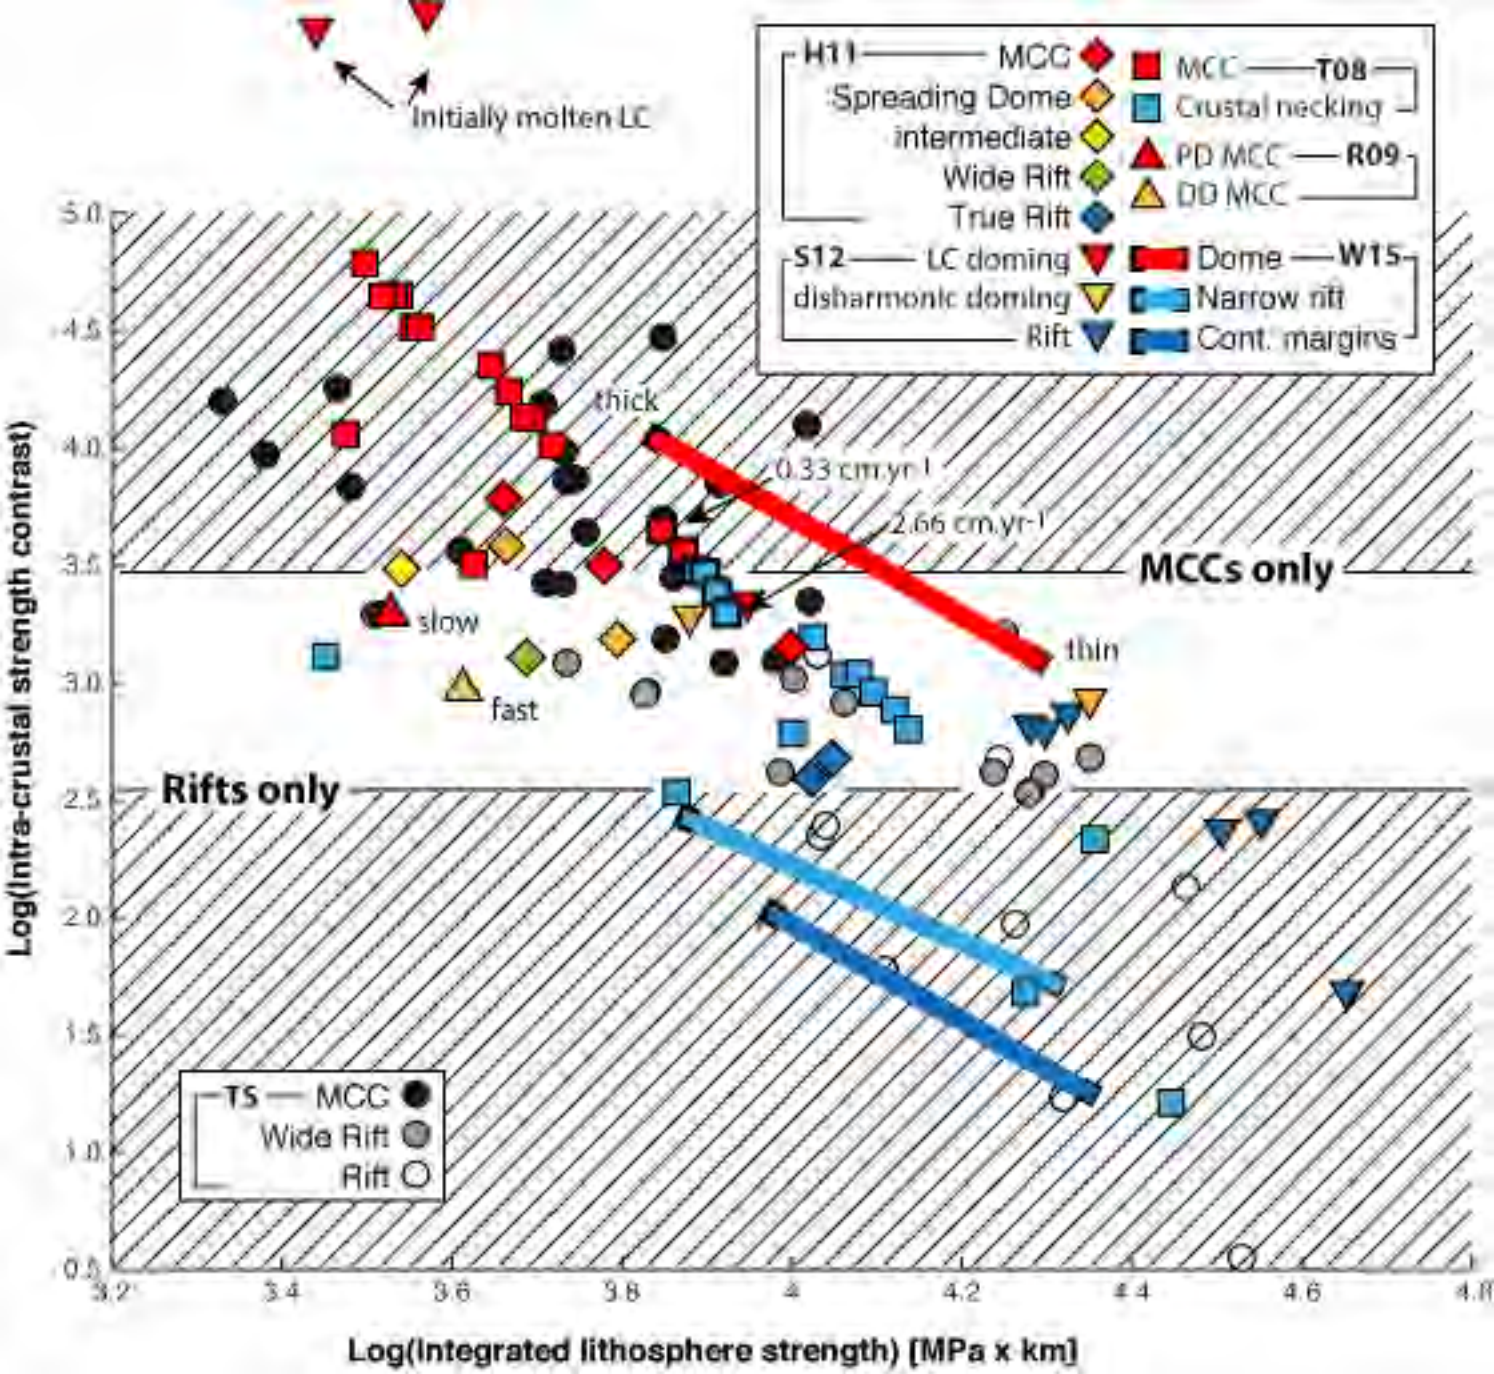 Initially molten LC
H11 MCC
Spreading Dome
intermediate
Wide Rift
True Rift
MCC T08
Crustal necking
PD MCC R09
DD MCC
S12 LC doming
disharmonic doming
Rift
Dome W15
Narrow rift
Cont. margins
5.0
4.5
4.0
3.5
3.0
2.5
2.0
1.5
1.0
0.5
Log(Intra-crustal strength contrast)
thick
0.33 cm.yr-1
2.66 cm.yr-1
MCCs only
slow
thin
fast
Rifts only
TS MCC
Wide Rift
Rift
3.2 3.4 3.6 3.8 4 4.2 4.4 4.6 4.8
Log(Integrated lithosphere strength) [MPa x km]